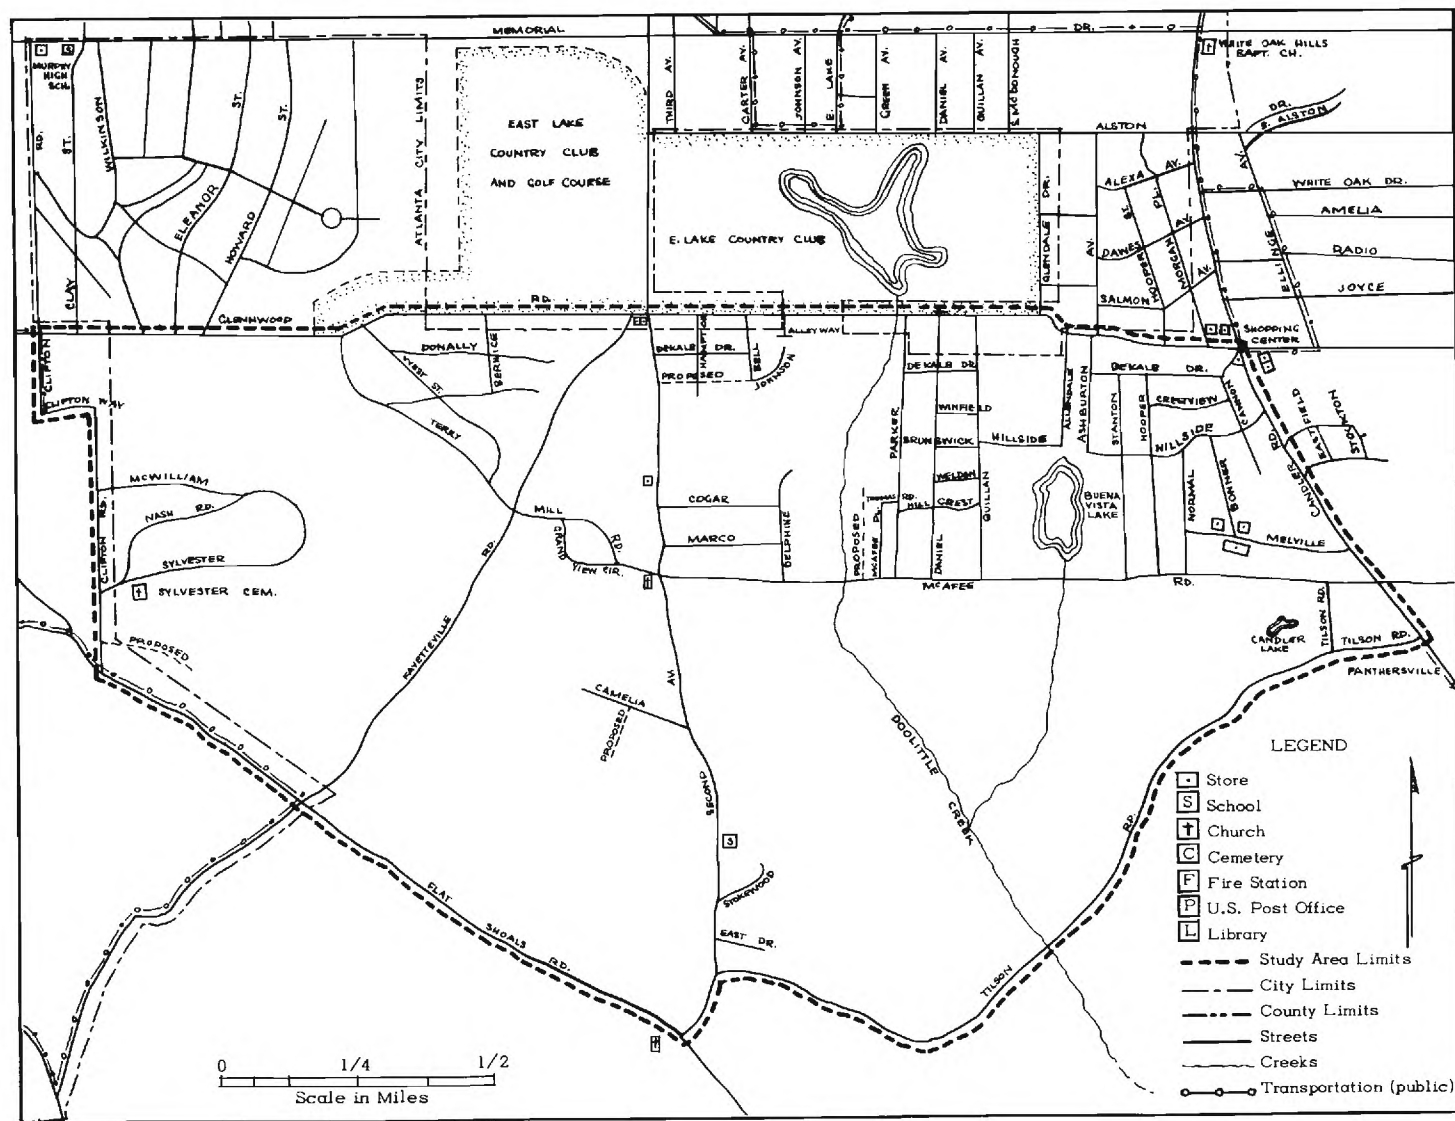 MEMORIAL
DR.
MURPHY
HIGH
SCH.
RD.
ST.
WILKINSON
ST.
ST.
ELEANOR
HOWARD
CLAY
GLENNWOOD
RD.
ATLANTA CITY LIMITS
EAST LAKE
COUNTRY CLUB
AND GOLF COURSE
THIRD AV.
CARTER AV.
JOHNSON AV.
E. LAKE
GREEN AV.
DANIEL AV.
QUILLAN AV.
S. MCDONOUGH
WHITE OAK HILLS
BAPT. CH.
DR.
S. ALSTON
ALSTON
AV.
E. LAKE COUNTRY CLUB
GLENDALE DR.
AV.
ALEXA AV.
ST.
PL.
DAWES AV.
HOOPER
MORGAN
SALMON AV.
WHITE OAK DR.
AMELIA
RADIO
JOYCE
ELLINGE
SHOPPING
CENTER
ALLEYWAY
CLIFTON
CLIFTON WAY
DONALLY
WEST ST.
BERWICE
TERRY
DEKALB DR.
HAMPTON
BELL
PROPOSED
JOHNSON
DEKALB DR.
WINFIELD
PARKER
BRUNSWICK
HILLSIDE
WELDON
THOMAS RD.
HILL CREST
QUILLAN
ALLENDALE
ASHBURTON
STANTON
HOOPER
DEKALB DR.
CRESTVIEW
CANNON
HILLSIDE
RD.
EASTFIELD
STOCKTON
CANDLER
NORMAL
BONNER
MELVILLE
BUENA
VISTA
LAKE
MCWILLIAM
NASH RD.
CLIFTON RD.
SYLVESTER
SYLVESTER CEM.
PROPOSED
MILL
RD.
GRAND
VIEW CIR.
COGAR
MARCO
DELPHINE
PROPOSED
MCAFEE PL.
DANIEL
MCAFEE
RD.
FAYETTEVILLE
RD.
CANDLER
LAKE
TILSON RD.
TILSON RD.
PANTHERSVILLE
CAMELIA
PROPOSED
AV.
SECOND
DOOLITTLE
CREEK
STOKEWOOD
EAST DR.
FLAT
SHOALS
RD.
TILSON
RD.
LEGEND
Store
S School
Church
C Cemetery
F Fire Station
P U.S. Post Office
L Library
Study Area Limits
City Limits
County Limits
Streets
Creeks
Transportation (public)
0 1/4 1/2
Scale in Miles